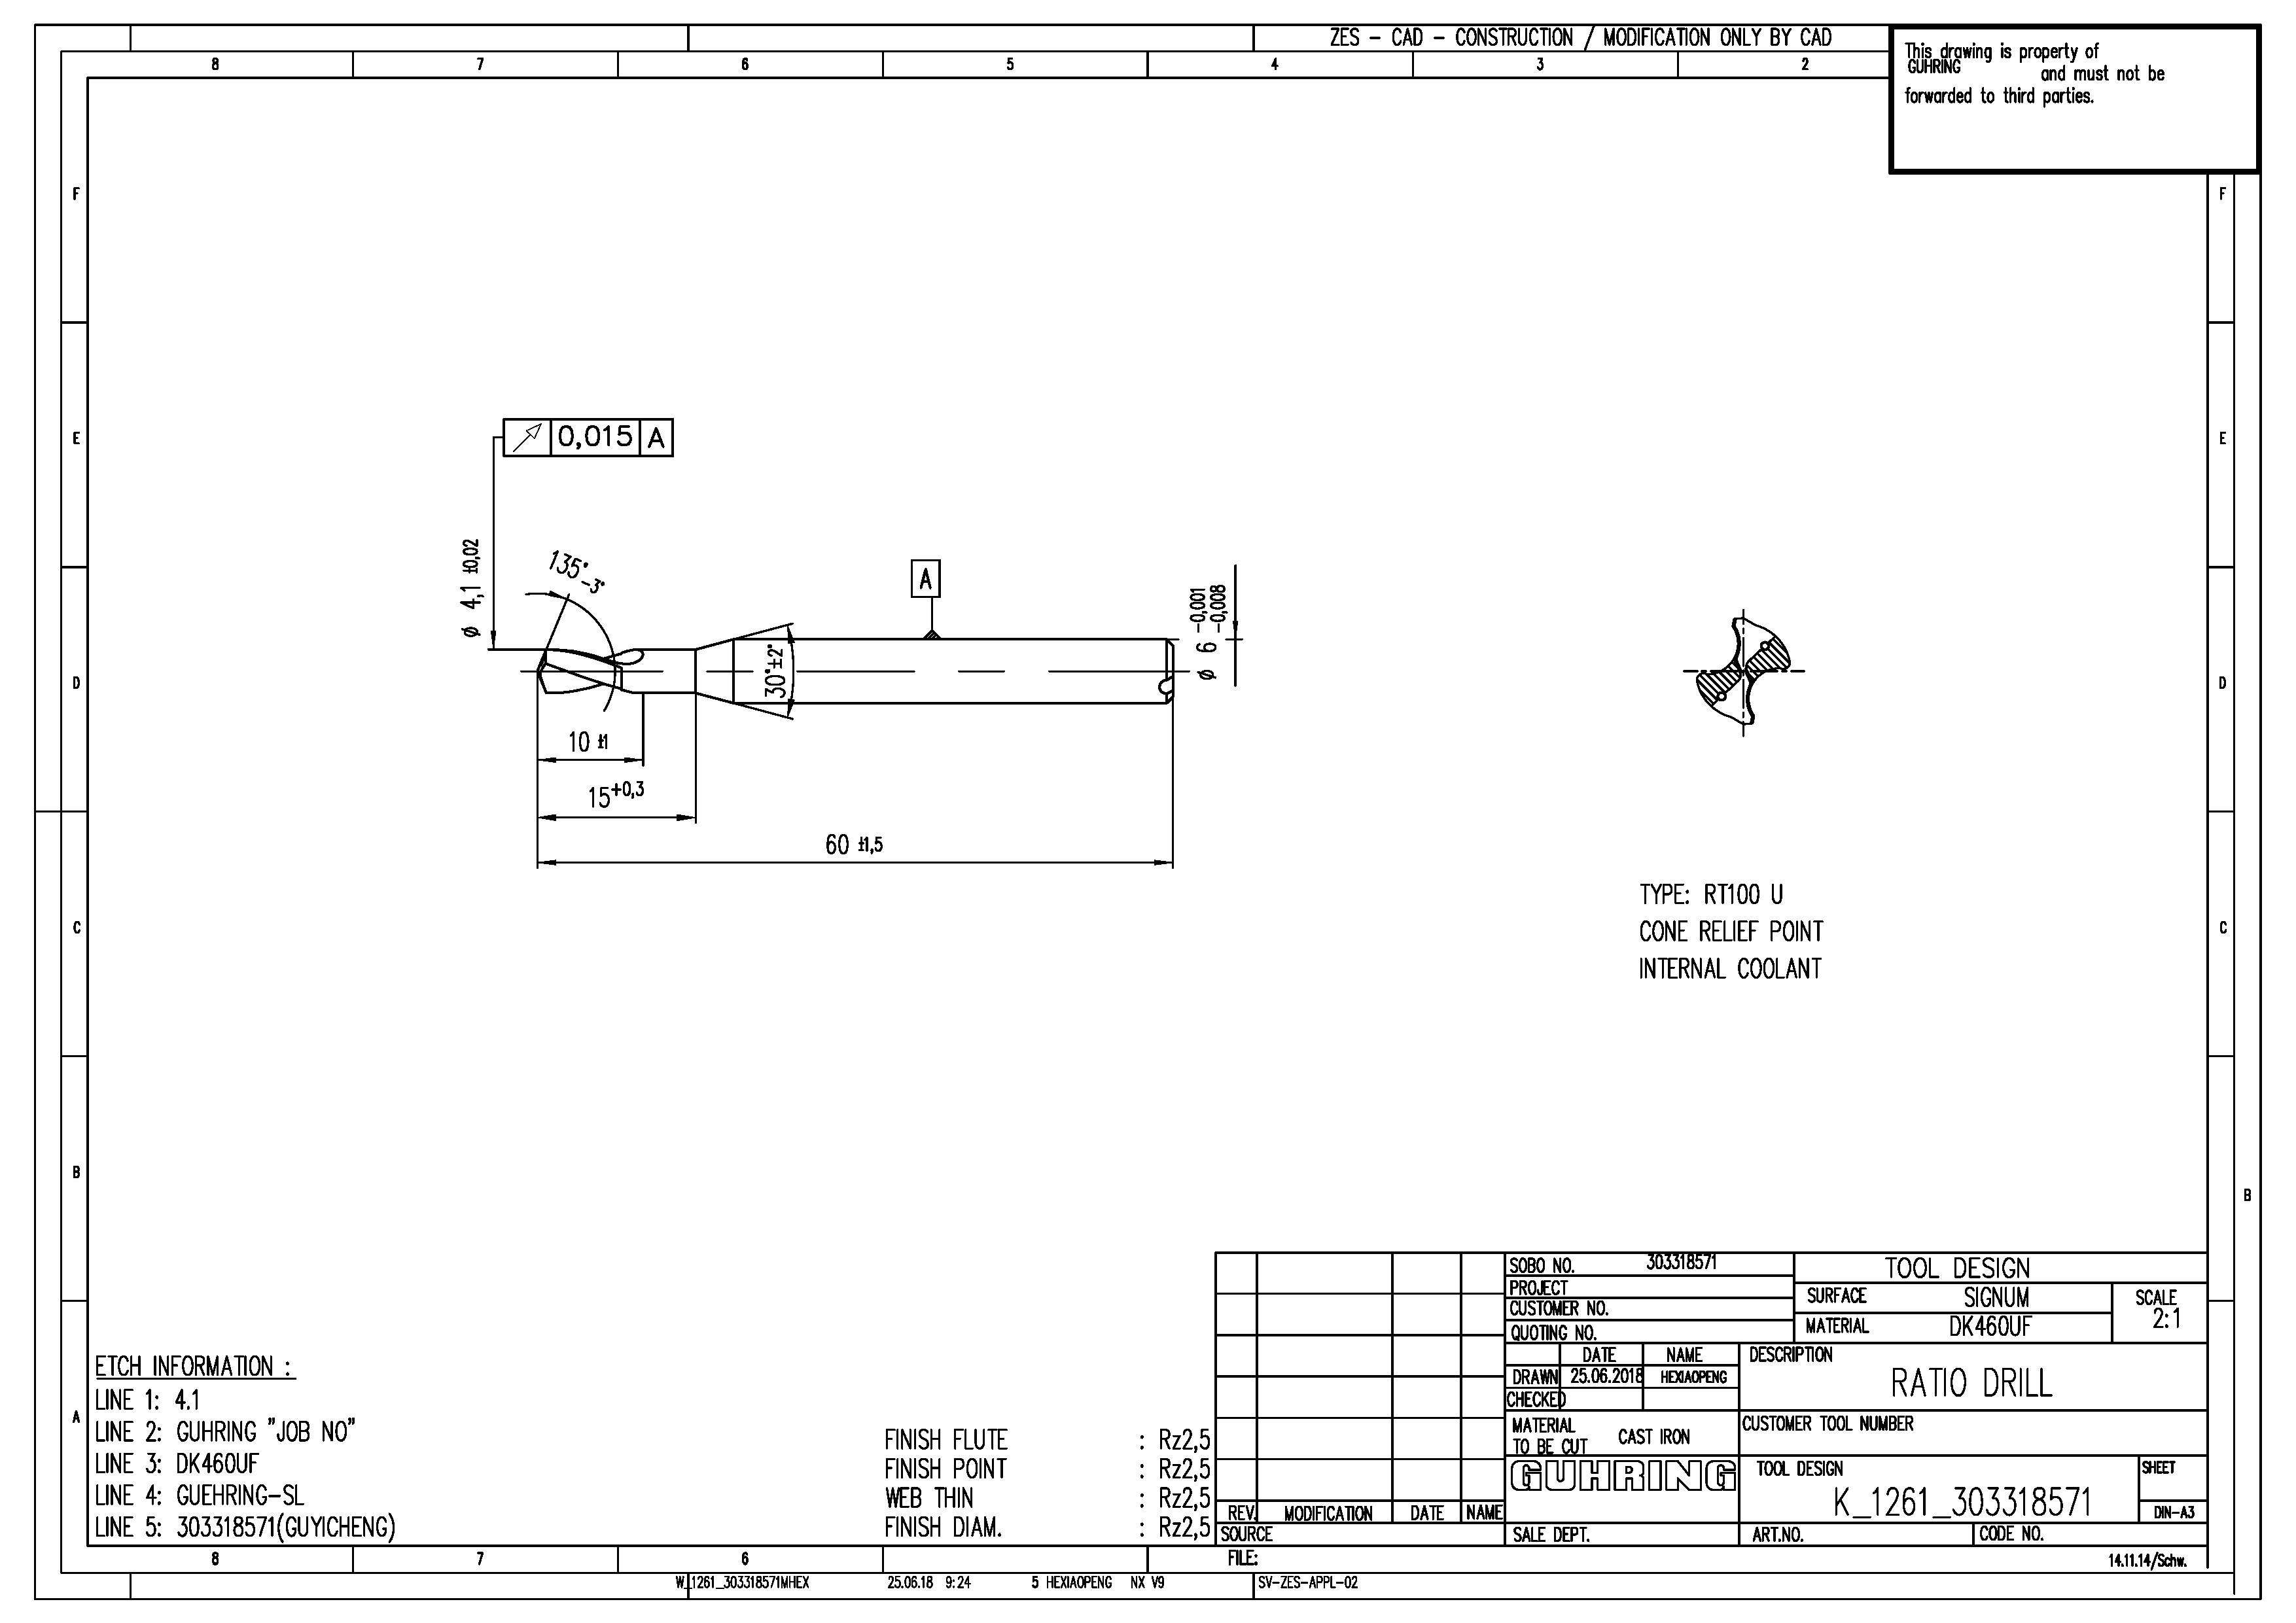 ZES - CAD - CONSTRUCTION / MODIFICATION ONLY BY CAD
This drawing is property of
GUHRING
and must not be
forwarded to third parties.
8 7 6 5 4 3 2
F F
E E
D D
C C
B B
B
A
0,015 A
ø 4,1 ±0,02
135° -3°
A
30°±2°
ø 6 -0,001 -0,008
10 ±1
15+0,3
60 ±1,5
TYPE: RT100 U
CONE RELIEF POINT
INTERNAL COOLANT
ETCH INFORMATION :
LINE 1: 4.1
LINE 2: GUHRING "JOB NO"
LINE 3: DK460UF
LINE 4: GUEHRING-SL
LINE 5: 303318571(GUYICHENG)
FINISH FLUTE : Rz2,5
FINISH POINT : Rz2,5
WEB THIN : Rz2,5
FINISH DIAM. : Rz2,5
REV. MODIFICATION DATE NAME
SOURCE
FILE:
SOBO NO. 303318571
PROJECT
CUSTOMER NO.
QUOTING NO.
TOOL DESIGN
SURFACE SIGNUM
MATERIAL DK460UF
SCALE
2:1
DATE NAME
DRAWN 25.06.2018 HEXIAOPENG
CHECKED
DESCRIPTION
RATIO DRILL
MATERIAL
TO BE CUT
CAST IRON
CUSTOMER TOOL NUMBER
GUHRING
TOOL DESIGN
K_1261_303318571
SHEET
DIN-A3
SALE DEPT.
ART.NO.
CODE NO.
8 7 6
14.11.14/Schw.
W_1261_303318571MHEX 25.06.18 9:24 5 HEXIAOPENG NX V9 SV-ZES-APPL-02